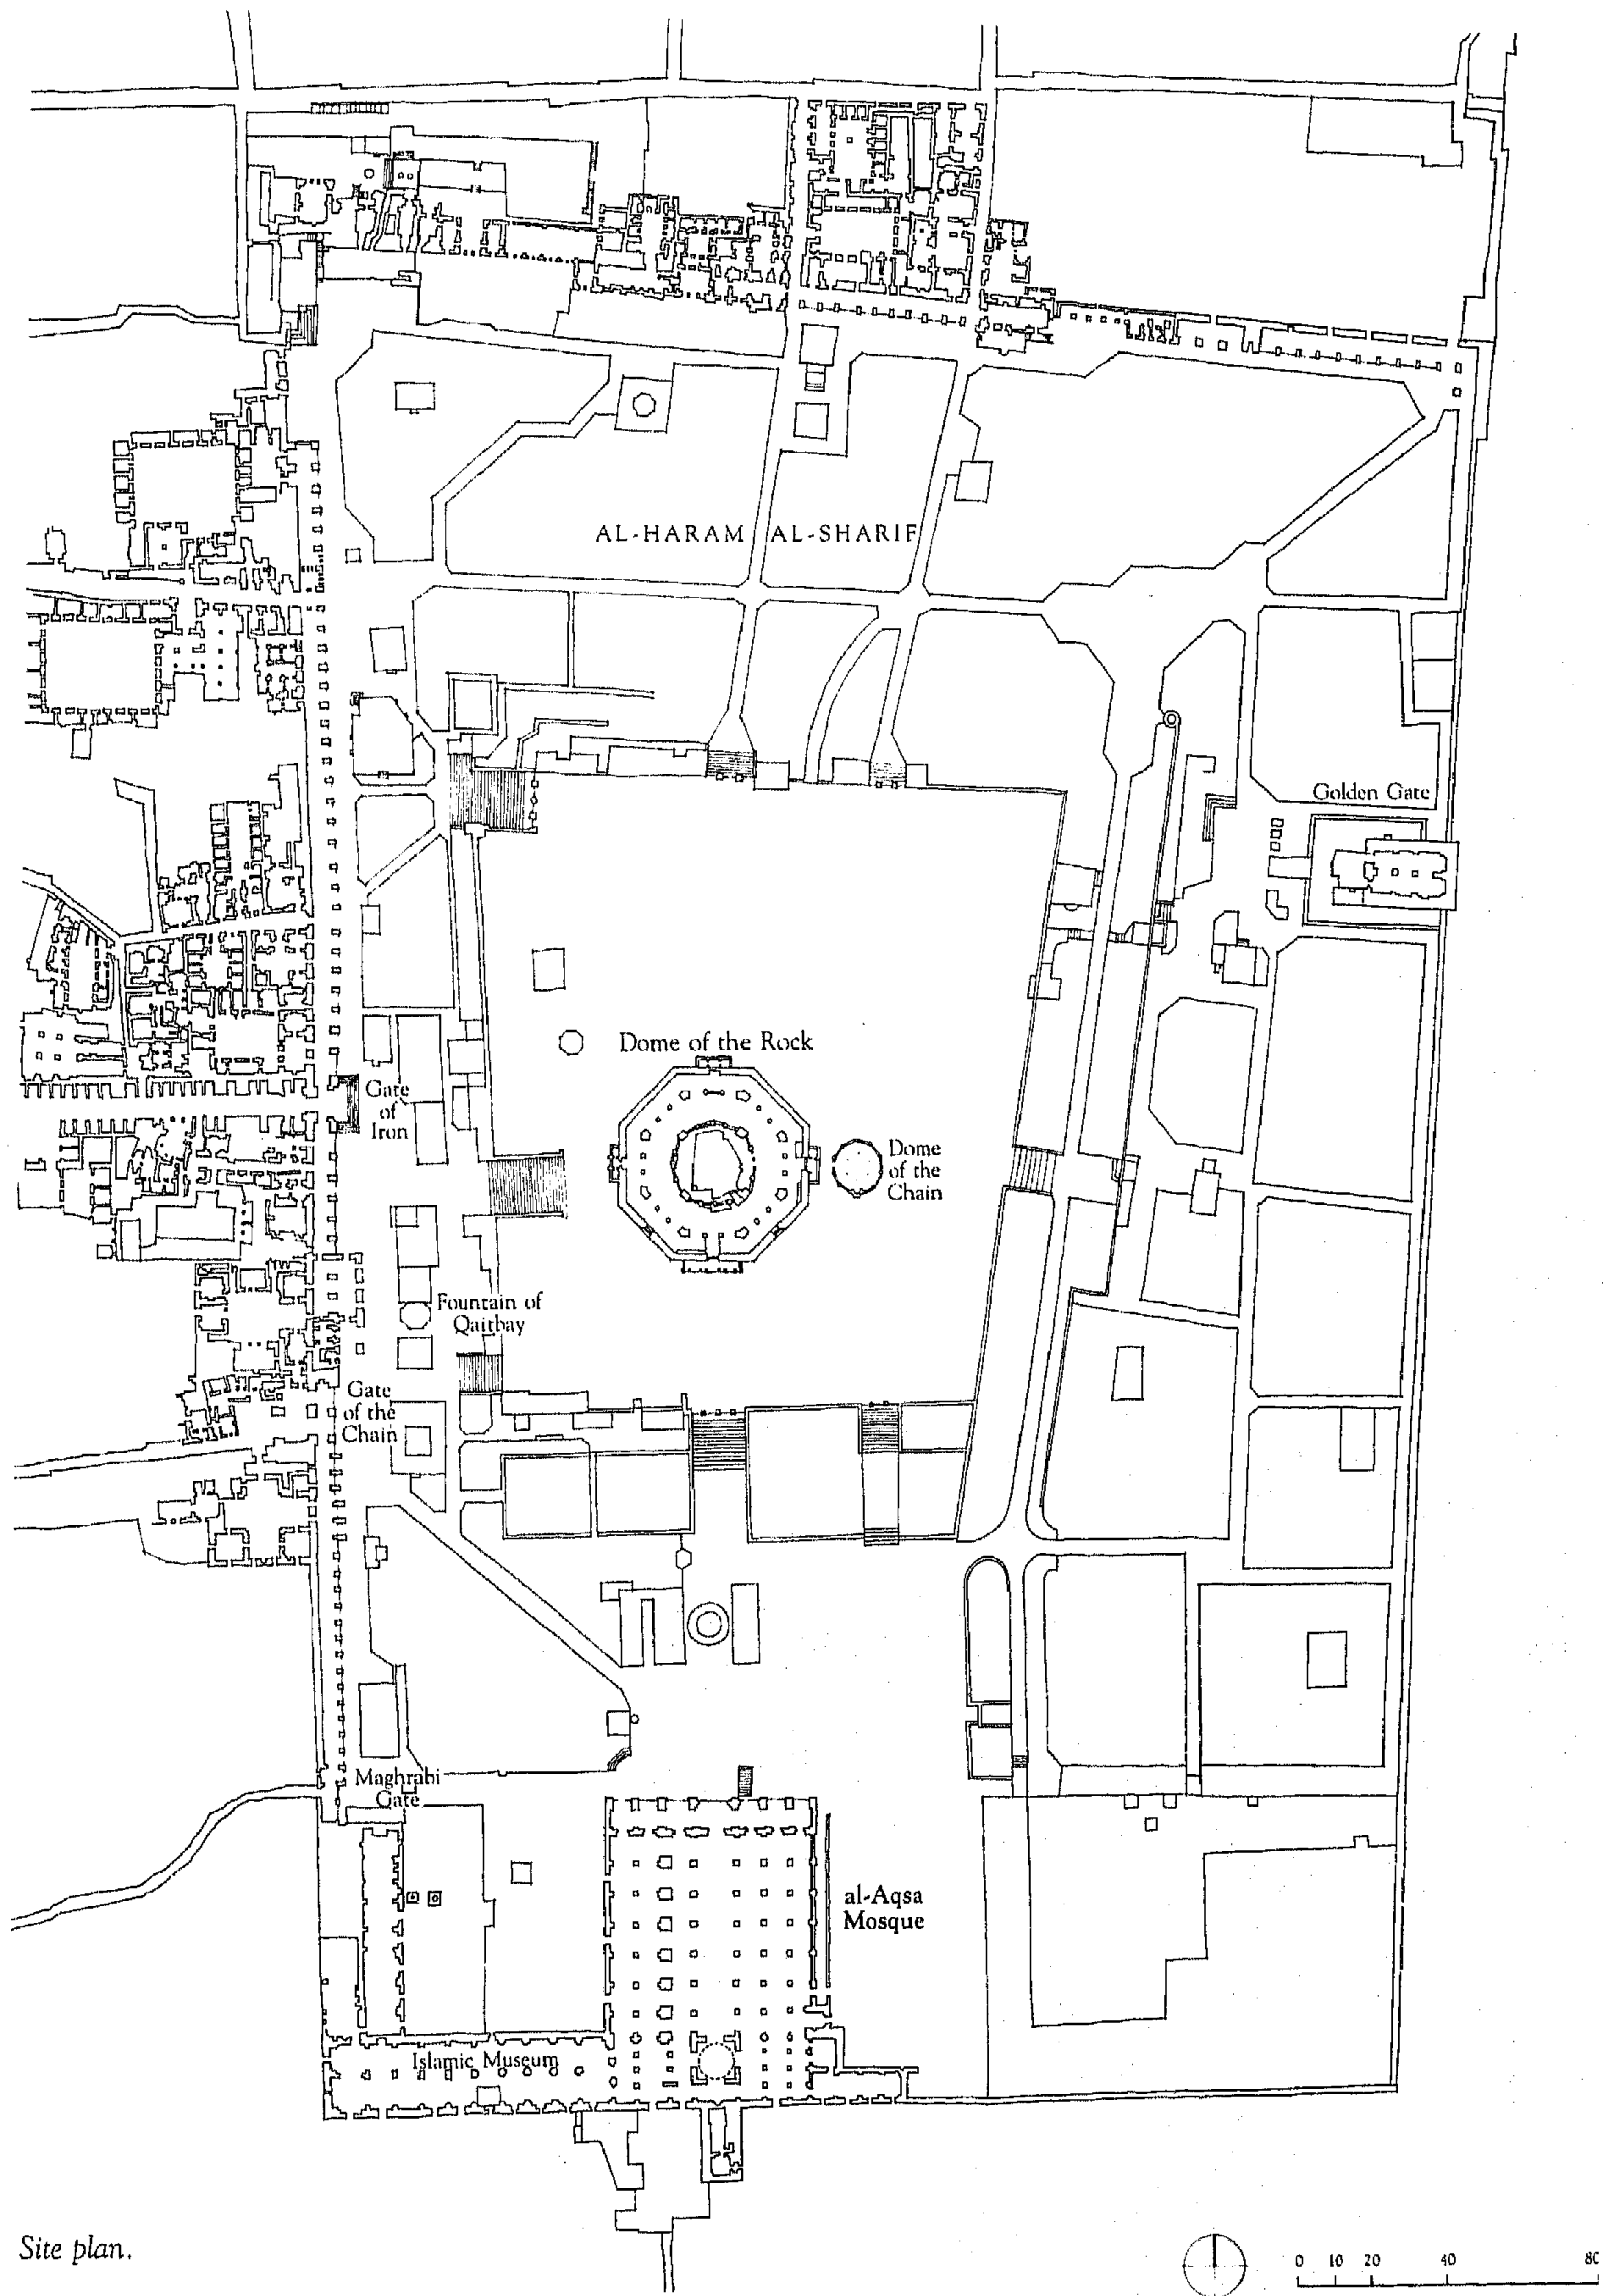 AL-HARAM AL-SHARIF
Golden Gate
Dome of the Rock
Gate
of
Iron
Dome
of the
Chain
Fountain of
Qaitbay
Gate
of the
Chain
Maghrabi
Gate
al-Aqsa
Mosque
Islamic Museum
Site plan.
0 10 20 40 80